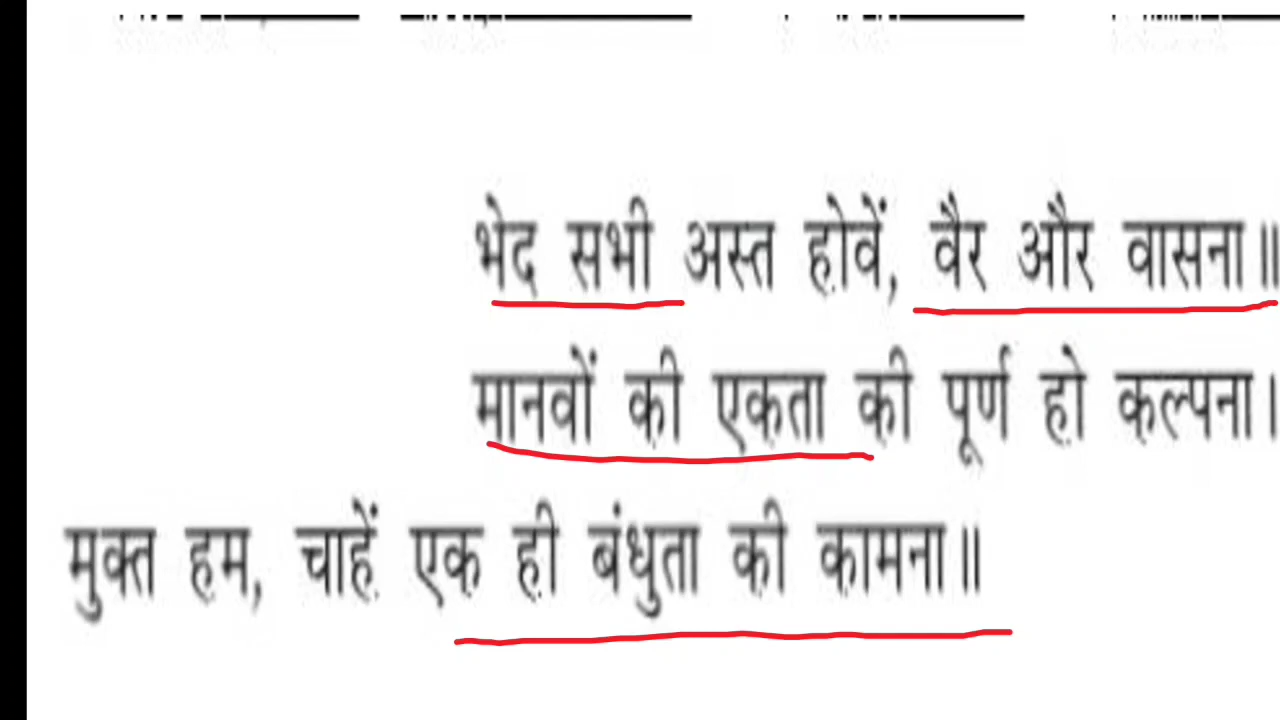 भेद सभी अस्त होवें, वैर और वासना॥
मानवों की एकता की पूर्ण हो कल्पना।
मुक्त हम, चाहें एक ही बंधुता की कामना॥